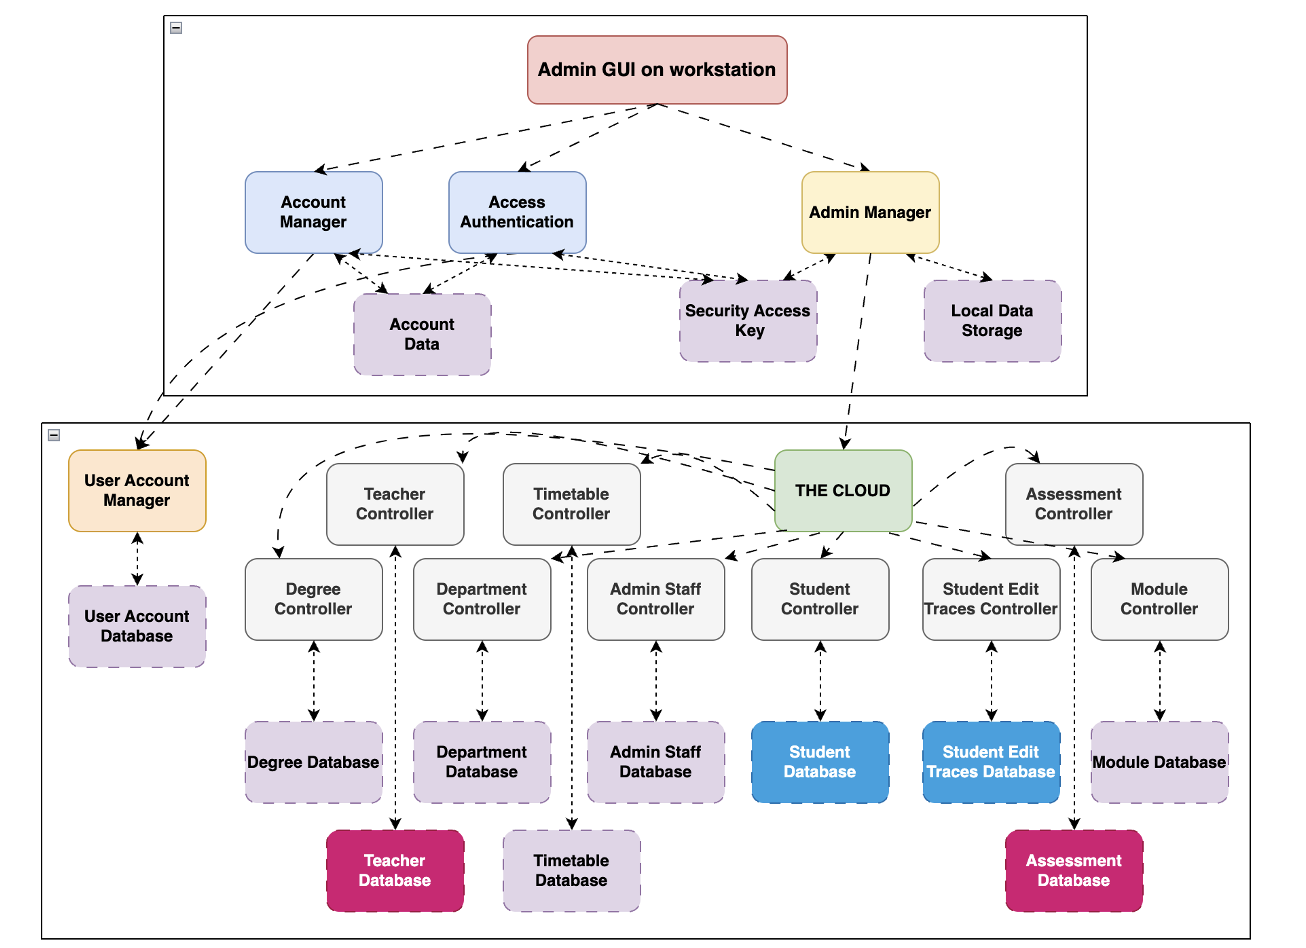 Admin GUI on workstation
Account
Manager
Access
Authentication
Admin Manager
Account
Data
Security Access
Key
Local Data
Storage
User Account
Manager
Teacher
Controller
Timetable
Controller
THE CLOUD
Assessment
Controller
User Account
Database
Degree
Controller
Department
Controller
Admin Staff
Controller
Student
Controller
Student Edit
Traces Controller
Module
Controller
Degree Database
Department
Database
Admin Staff
Database
Student
Database
Student Edit
Traces Database
Module Database
Teacher
Database
Timetable
Database
Assessment
Database